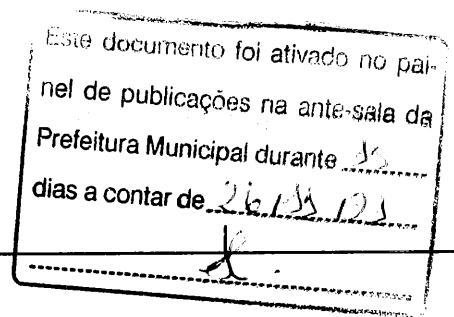 Este documento foi ativado no pai-
nel de publicações na ante-sala da
Prefeitura Municipal durante
dias a contar de